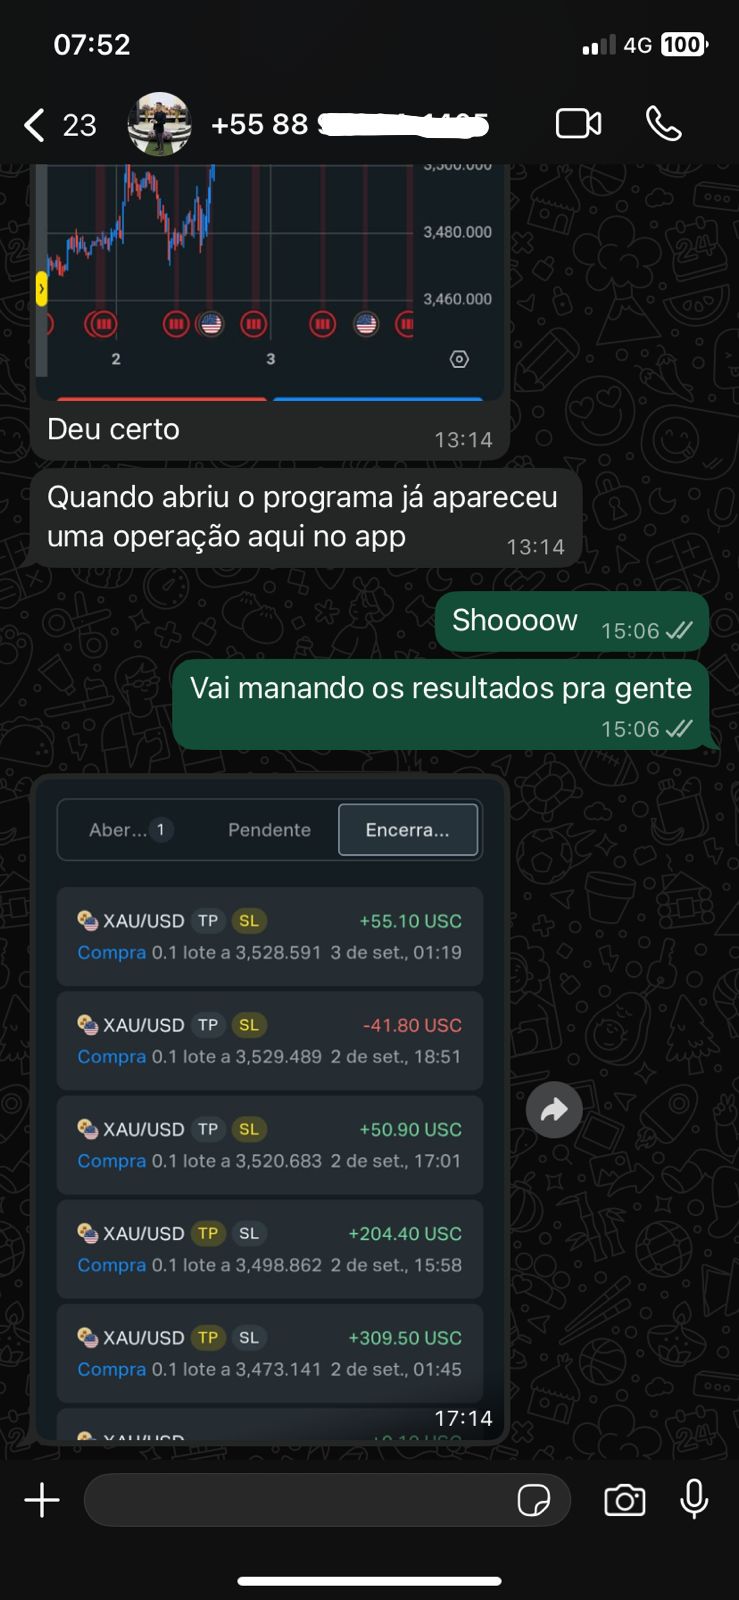 07:52
4G 100
23
+55 88
3,480.000
3,460.000
2 3
Deu certo
13:14
Quando abriu o programa já apareceu
uma operação aqui no app
13:14
Shoooow
15:06
Vai manando os resultados pra gente
15:06
Aber... 1 Pendente Encerra...
XAU/USD TP SL +55.10 USC
Compra 0.1 lote a 3,528.591 3 de set., 01:19
XAU/USD TP SL -41.80 USC
Compra 0.1 lote a 3,529.489 2 de set., 18:51
XAU/USD TP SL +50.90 USC
Compra 0.1 lote a 3,520.683 2 de set., 17:01
XAU/USD TP SL +204.40 USC
Compra 0.1 lote a 3,498.862 2 de set., 15:58
XAU/USD TP SL +309.50 USC
Compra 0.1 lote a 3,473.141 2 de set., 01:45
17:14